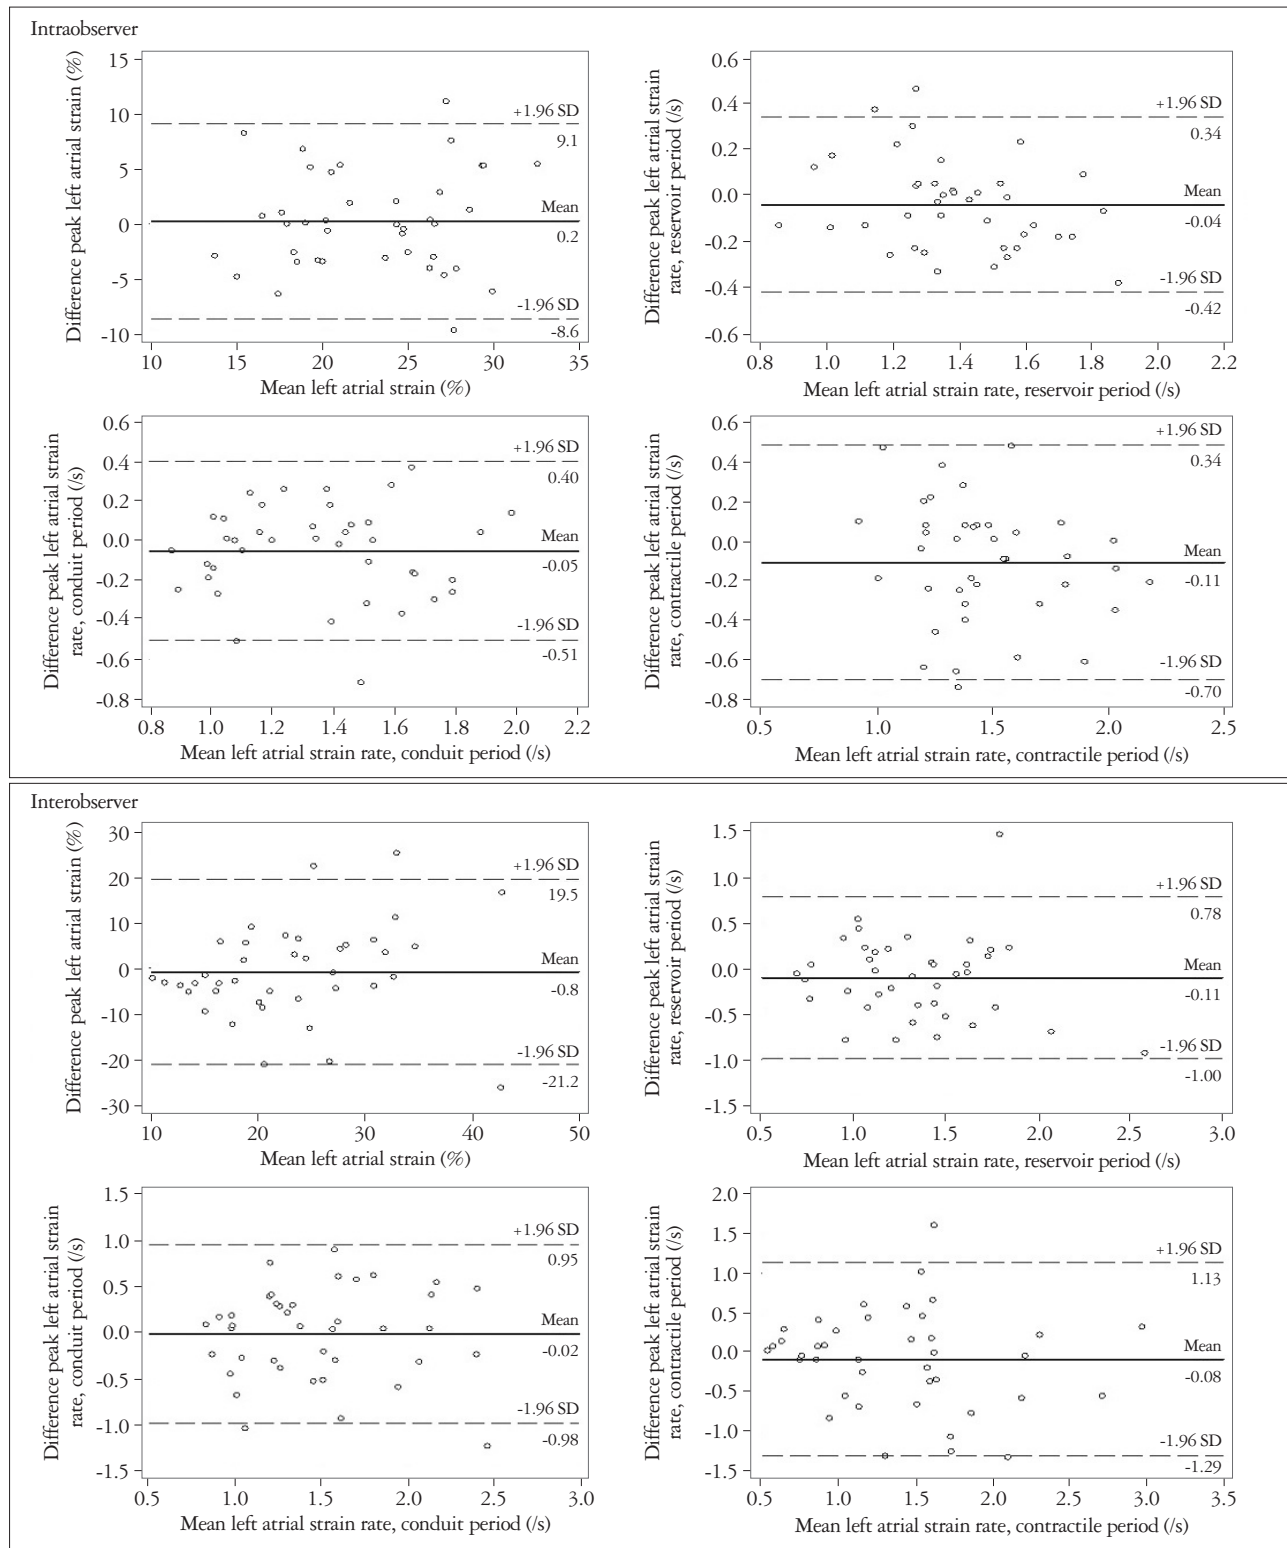 Intraobserver
Difference peak left atrial strain (%)
15
10
5
0
-5
-10
+1.96 SD
9.1
Mean
0.2
-1.96 SD
-8.6
10 15 20 25 30 35
Mean left atrial strain (%)
Difference peak left atrial strain
rate, reservoir period (/s)
0.6
0.4
0.2
0.0
-0.2
-0.4
-0.6
+1.96 SD
0.34
Mean
-0.04
-1.96 SD
-0.42
0.8 1.0 1.2 1.4 1.6 1.8 2.0 2.2
Mean left atrial strain rate, reservoir period (/s)
Difference peak left atrial strain
rate, conduit period (/s)
0.6
0.4
0.2
0.0
-0.2
-0.4
-0.6
-0.8
+1.96 SD
0.40
Mean
-0.05
-1.96 SD
-0.51
0.8 1.0 1.2 1.4 1.6 1.8 2.0 2.2
Mean left atrial strain rate, conduit period (/s)
Difference peak left atrial strain
rate, contractile period (/s)
0.6
0.4
0.2
0.0
-0.2
-0.4
-0.6
-0.8
+1.96 SD
0.34
Mean
-0.11
-1.96 SD
-0.70
0.5 1.0 1.5 2.0 2.5
Mean left atrial strain rate, contractile period (/s)
Interobserver
Difference peak left atrial strain (%)
30
20
10
0
-10
-20
-30
+1.96 SD
19.5
Mean
-0.8
-1.96 SD
-21.2
10 20 30 40 50
Mean left atrial strain (%)
Difference peak left atrial strain
rate, reservoir period (/s)
1.5
1.0
0.5
0.0
-0.5
-1.0
-1.5
+1.96 SD
0.78
Mean
-0.11
-1.96 SD
-1.00
0.5 1.0 1.5 2.0 2.5 3.0
Mean left atrial strain rate, reservoir period (/s)
Difference peak left atrial strain
rate, conduit period (/s)
1.5
1.0
0.5
0.0
-0.5
-1.0
-1.5
+1.96 SD
0.95
Mean
-0.02
-1.96 SD
-0.98
0.5 1.0 1.5 2.0 2.5 3.0
Mean left atrial strain rate, conduit period (/s)
Difference peak left atrial strain
rate, contractile period (/s)
2.0
1.5
1.0
0.5
0.0
-0.5
-1.0
-1.5
+1.96 SD
1.13
Mean
-0.08
-1.96 SD
-1.29
0.5 1.0 1.5 2.0 2.5 3.0 3.5
Mean left atrial strain rate, contractile period (/s)